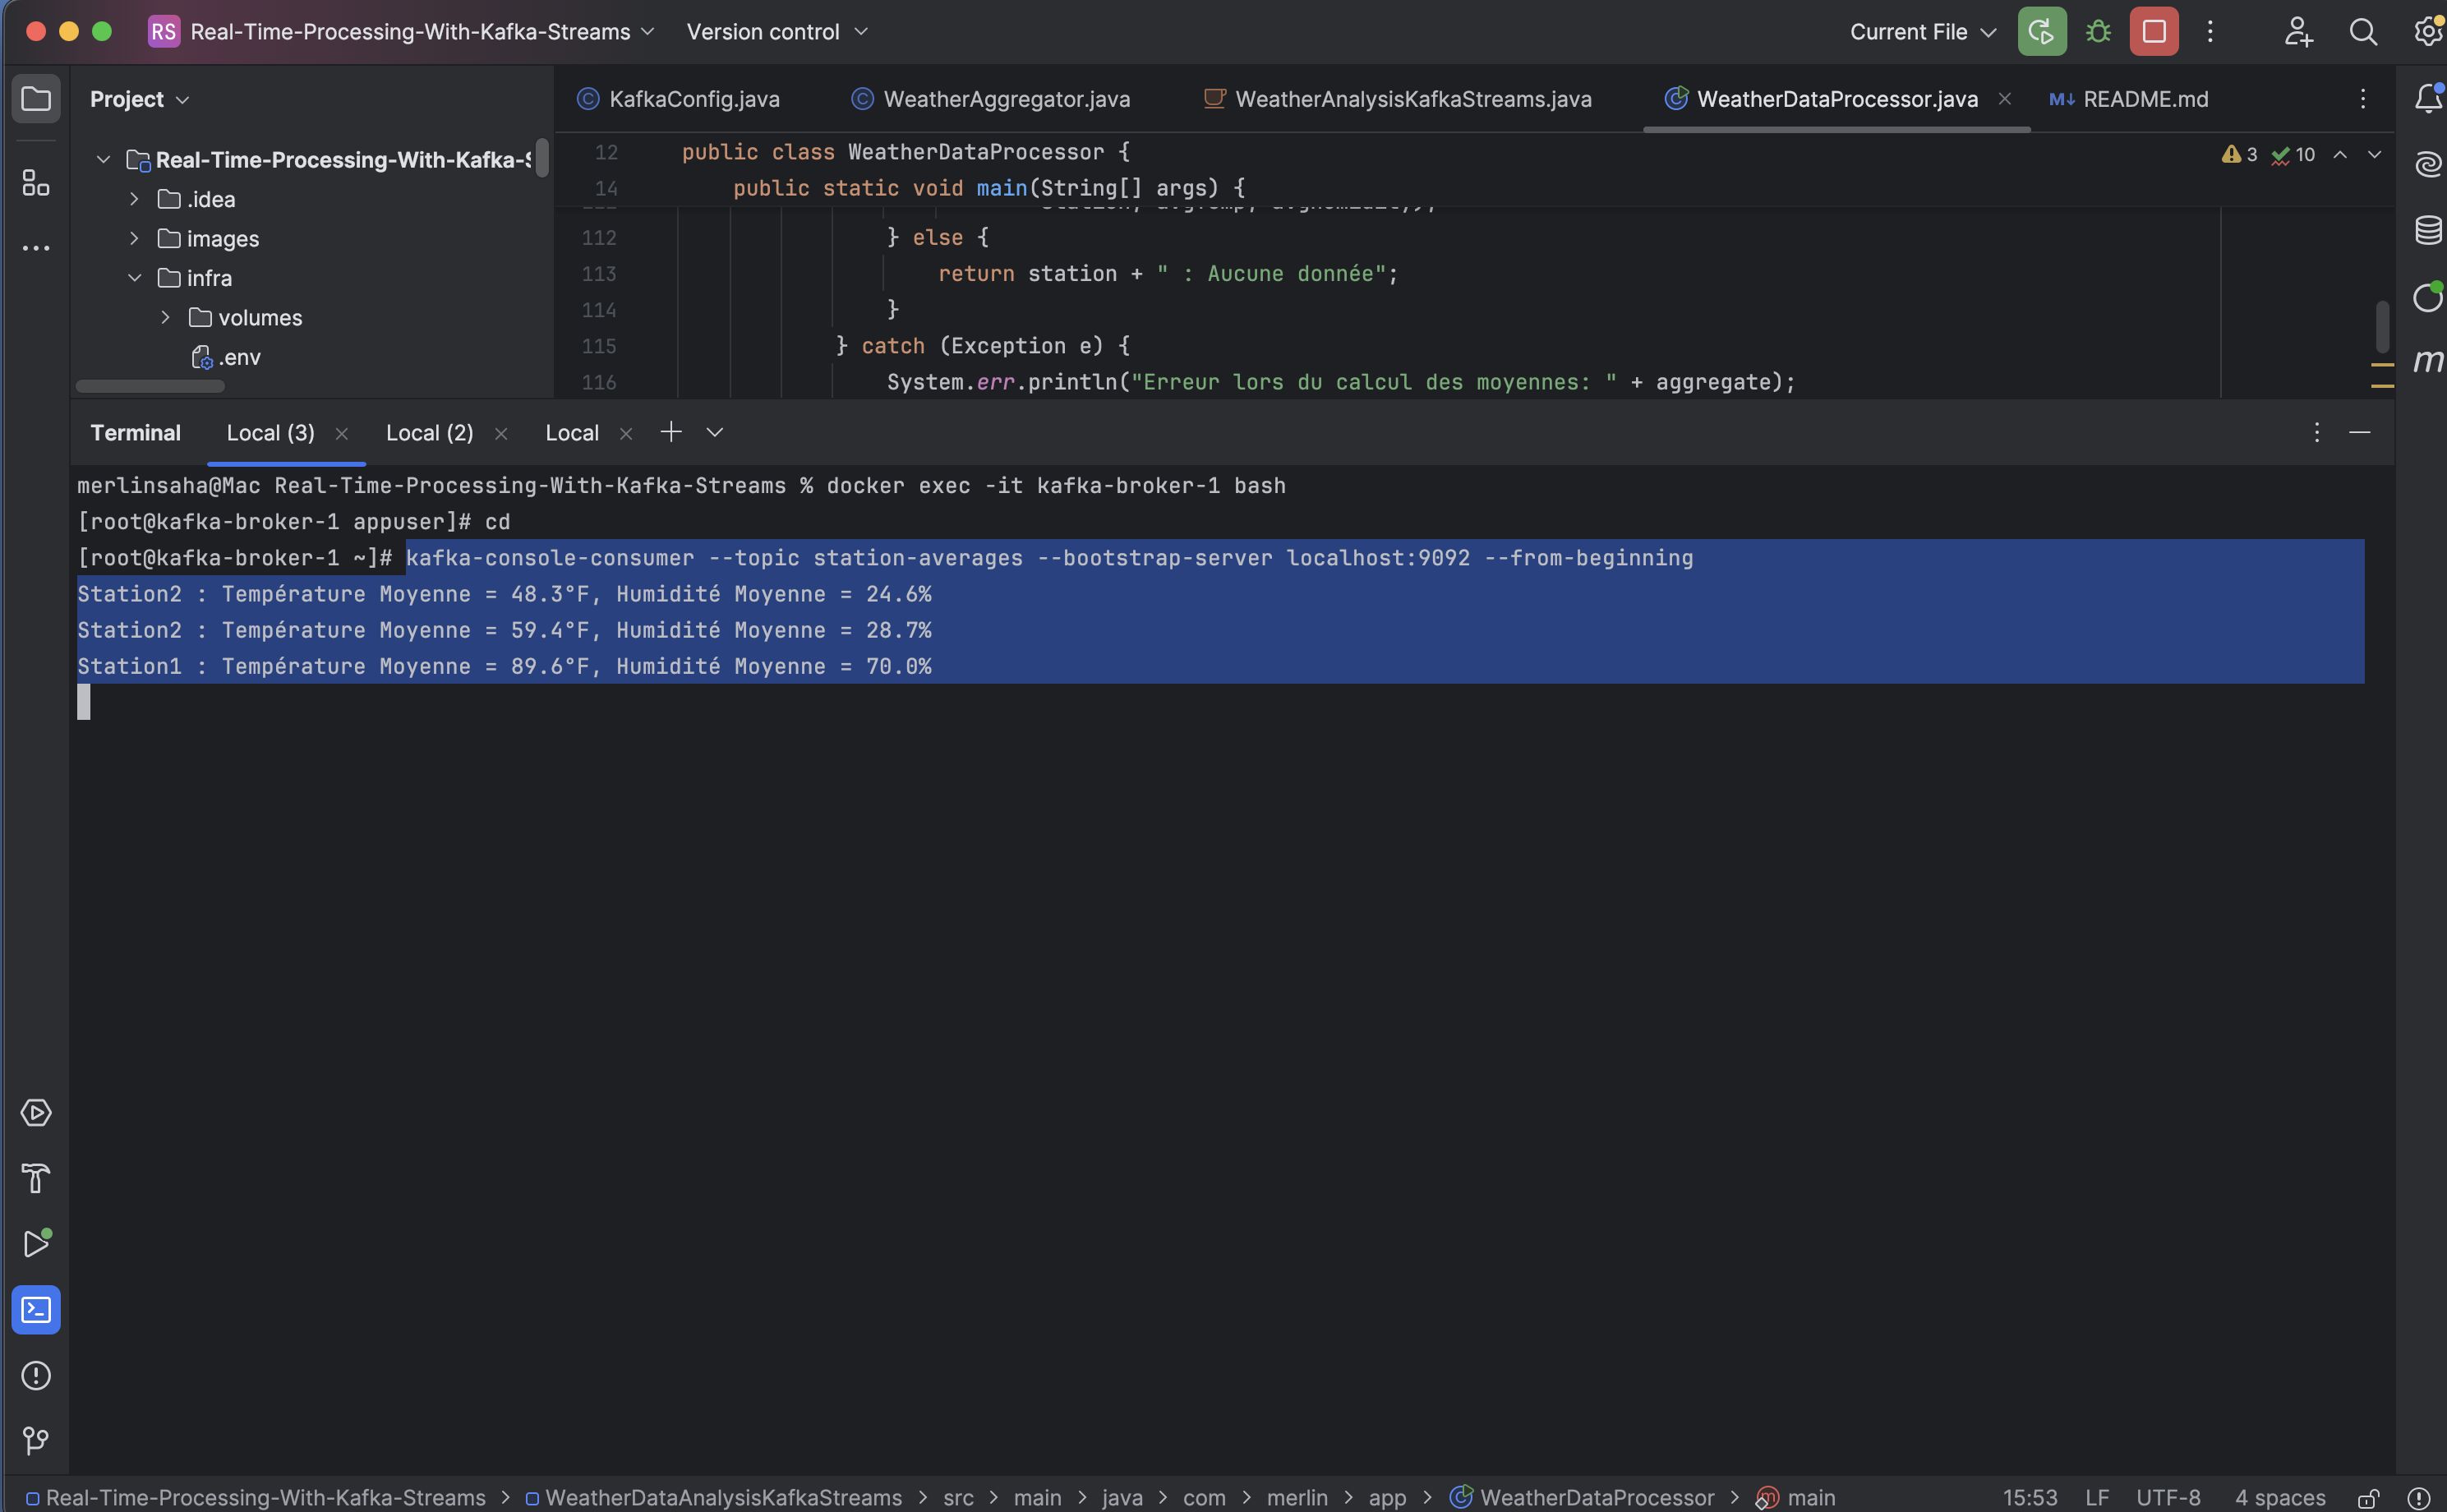 RS Real-Time-Processing-With-Kafka-Streams Version control Current File
Project
KafkaConfig.java WeatherAggregator.java WeatherAnalysisKafkaStreams.java WeatherDataProcessor.java M↓ README.md
Real-Time-Processing-With-Kafka-S
.idea
images
infra
volumes
.env
12 public class WeatherDataProcessor {
3 10
14 public static void main(String[] args) {
112 } else {
113 return station + " : Aucune donnée";
114 }
115 } catch (Exception e) {
116 System.err.println("Erreur lors du calcul des moyennes: " + aggregate);
m
Terminal Local (3) Local (2) Local
merlinsaha@Mac Real-Time-Processing-With-Kafka-Streams % docker exec -it kafka-broker-1 bash
[root@kafka-broker-1 appuser]# cd
[root@kafka-broker-1 ~]# kafka-console-consumer --topic station-averages --bootstrap-server localhost:9092 --from-beginning
Station2 : Température Moyenne = 48.3°F, Humidité Moyenne = 24.6%
Station2 : Température Moyenne = 59.4°F, Humidité Moyenne = 28.7%
Station1 : Température Moyenne = 89.6°F, Humidité Moyenne = 70.0%
Real-Time-Processing-With-Kafka-Streams > WeatherDataAnalysisKafkaStreams > src > main > java > com > merlin > app > WeatherDataProcessor > m main 15:53 LF UTF-8 4 spaces